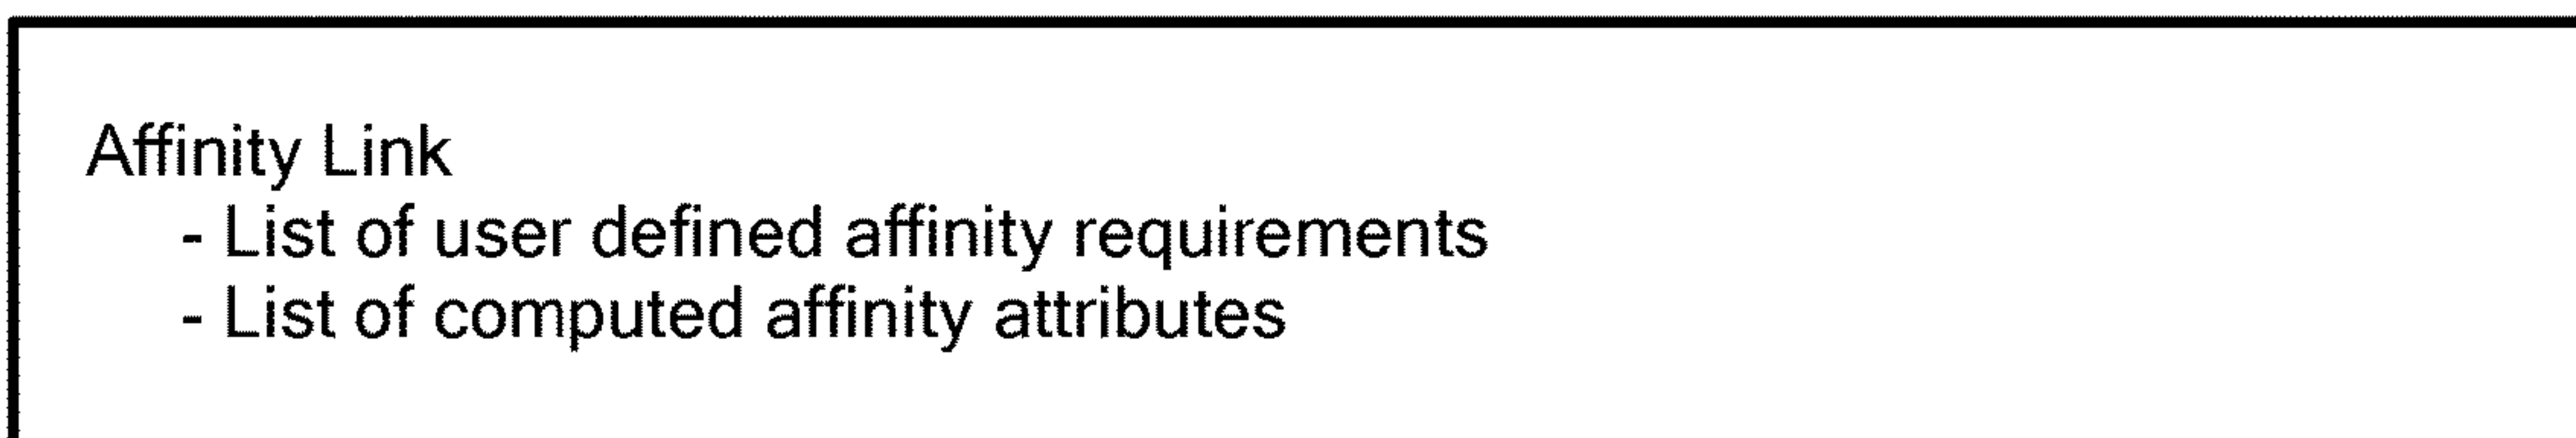 Affinity Link
- List of user defined affinity requirements
- List of computed affinity attributes